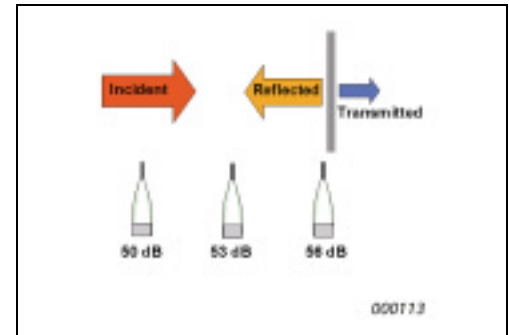 Incident
Reflected
Transmitted
50 dB
53 dB
56 dB
000113